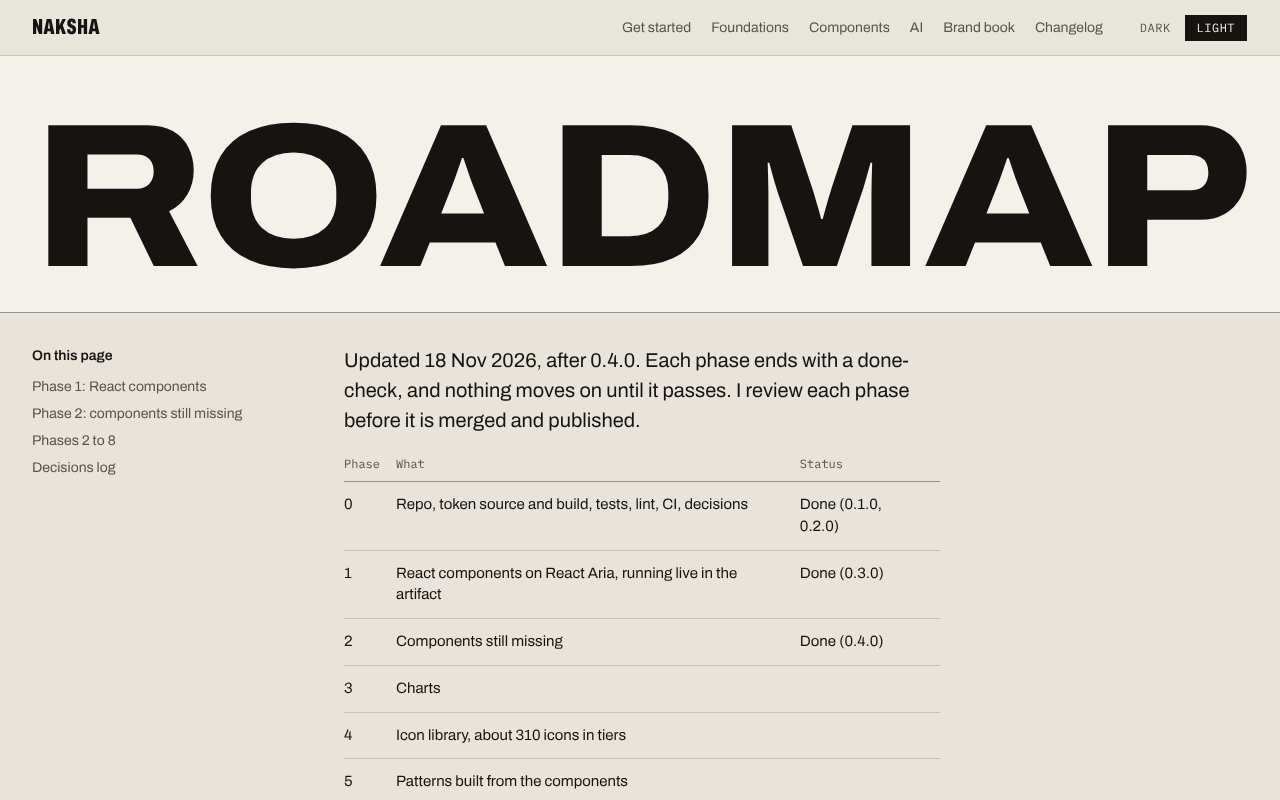 NAKSHA
Get started Foundations Components AI Brand book Changelog DARK LIGHT
ROADMAP
On this page
Phase 1: React components
Phase 2: components still missing
Phases 2 to 8
Decisions log
Updated 18 Nov 2026, after 0.4.0. Each phase ends with a done-
check, and nothing moves on until it passes. I review each phase
before it is merged and published.
Phase What Status
0 Repo, token source and build, tests, lint, CI, decisions Done (0.1.0,
0.2.0)
1 React components on React Aria, running live in the Done (0.3.0)
artifact
2 Components still missing Done (0.4.0)
3 Charts
4 Icon library, about 310 icons in tiers
5 Patterns built from the components